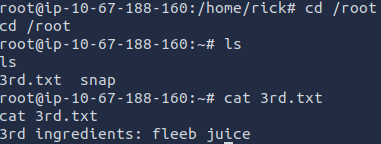 root@ip-10-67-188-160:/home/rick# cd /root
cd /root
root@ip-10-67-188-160:~# ls
ls
3rd.txt  snap
root@ip-10-67-188-160:~# cat 3rd.txt
cat 3rd.txt
3rd ingredients: fleeb juice